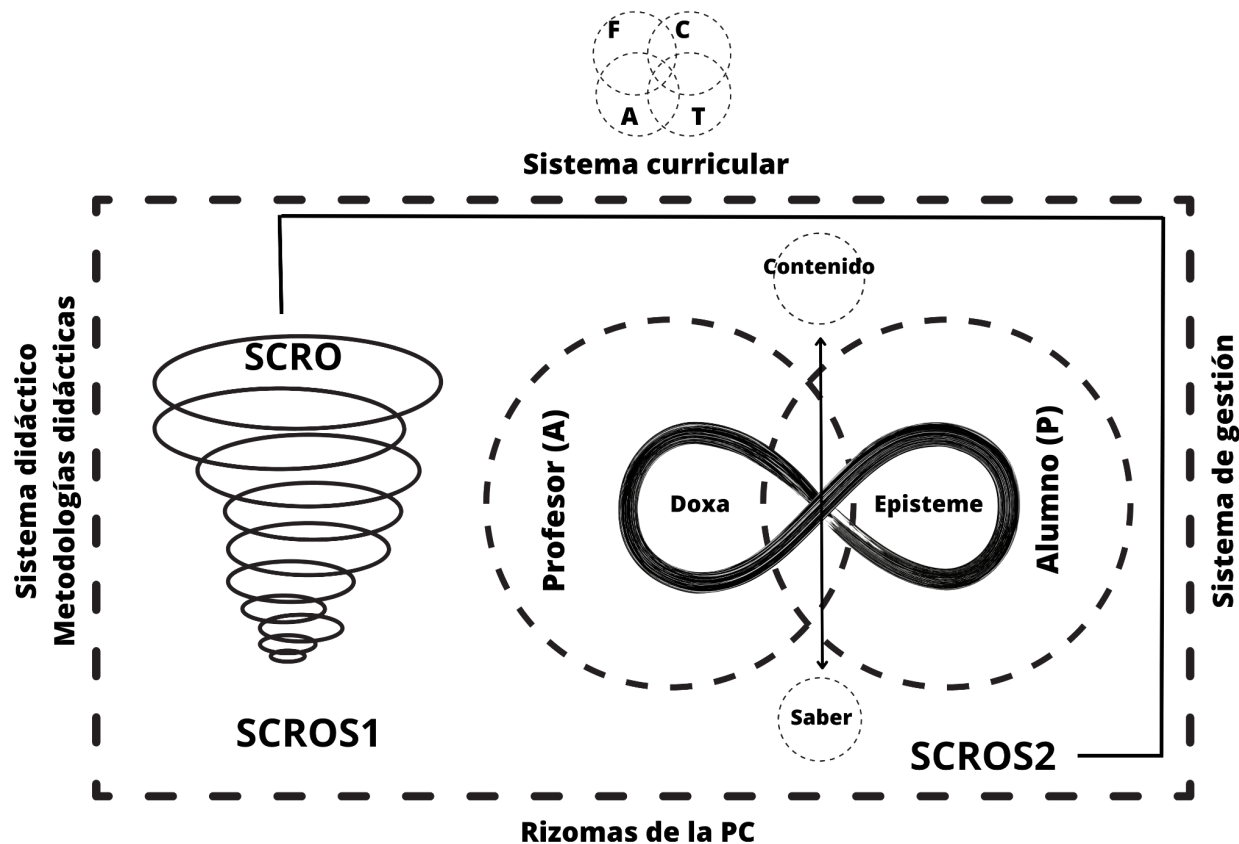 F
C
A
T
Sistema curricular
Contenido
SCRO
Sistema didáctico
Metodologías didácticas
Profesor (A)
Doxa
Episteme
Alumno (P)
Sistema de gestión
Saber
SCROS1
SCROS2
Rizomas de la PC